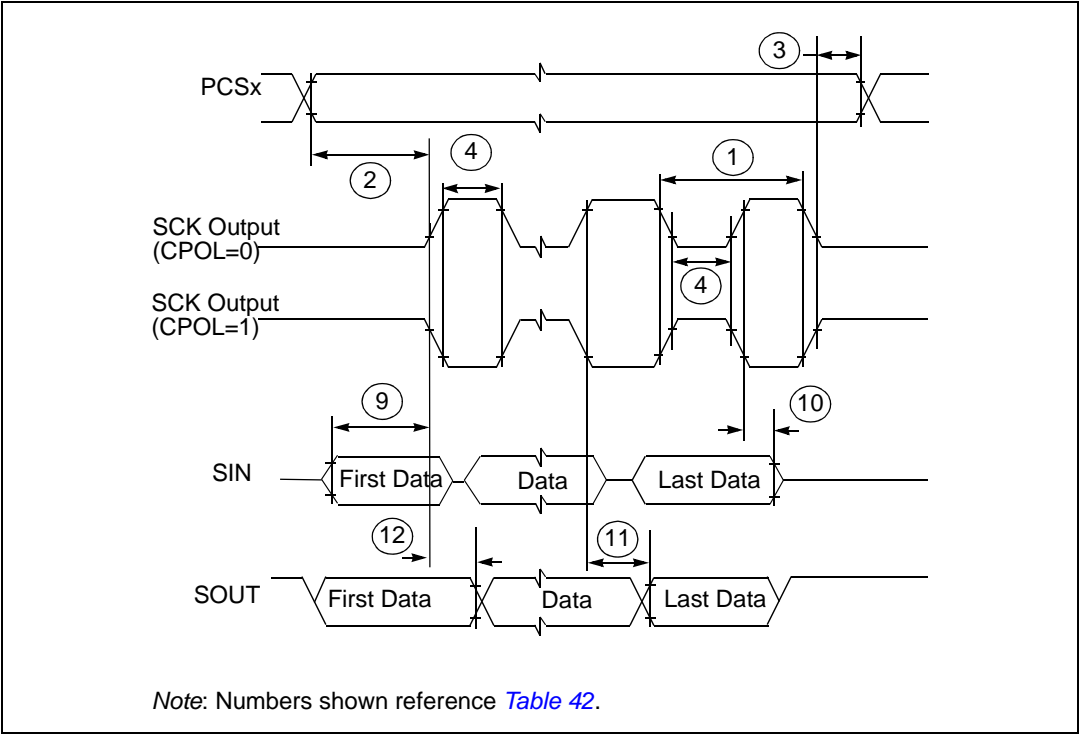 3
PCSx
4
1
2
SCK Output
(CPOL=0)
4
SCK Output
(CPOL=1)
9
10
SIN
First Data
Data
Last Data
12
11
SOUT
First Data
Data
Last Data
Note: Numbers shown reference Table 42.